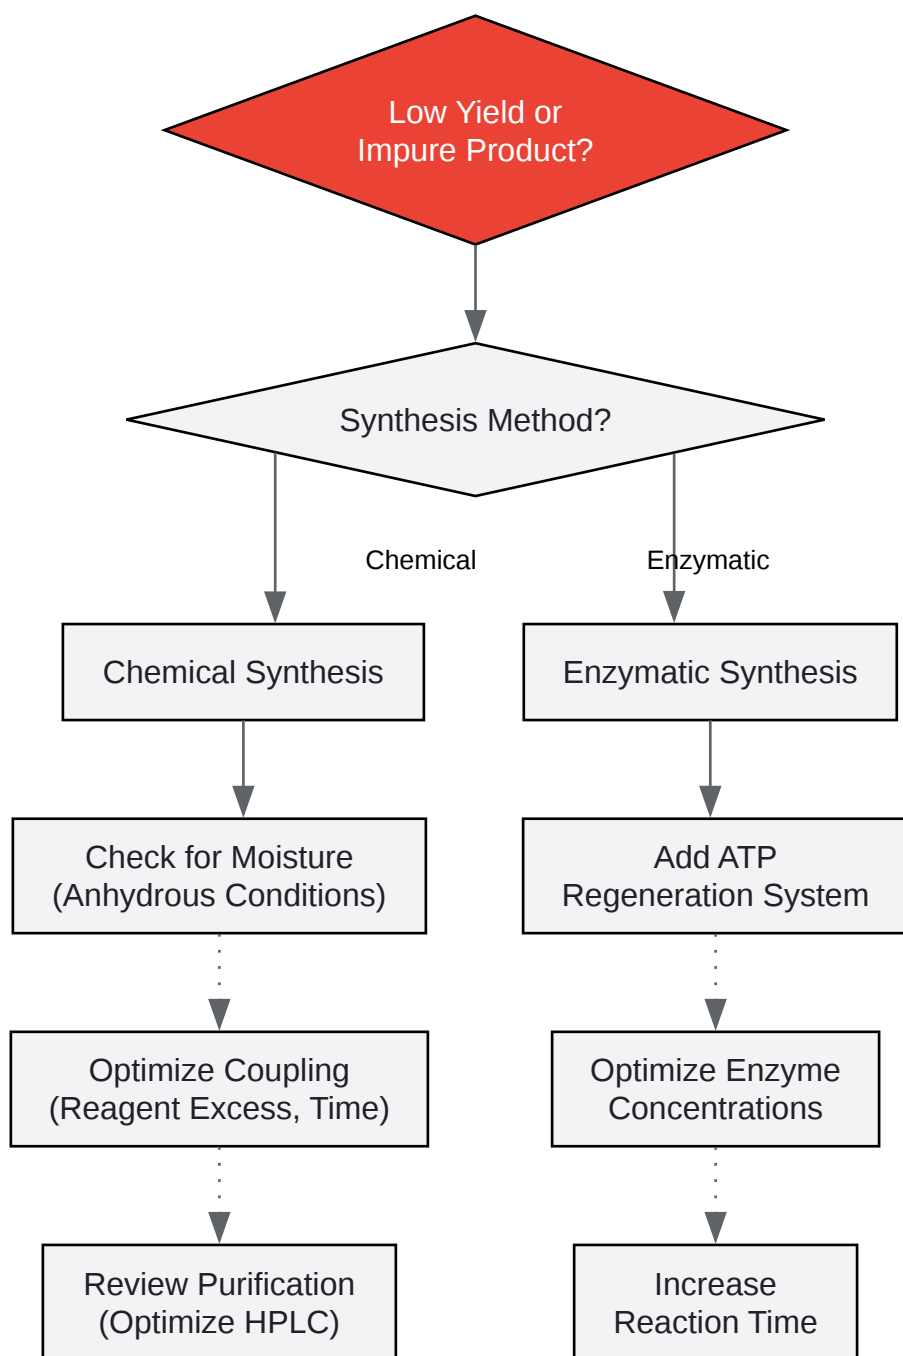 Low Yield or
Impure Product?
Synthesis Method?
Chemical
Enzymatic
Chemical Synthesis
Enzymatic Synthesis
Check for Moisture
(Anhydrous Conditions)
Add ATP
Regeneration System
Optimize Coupling
(Reagent Excess, Time)
Optimize Enzyme
Concentrations
Review Purification
(Optimize HPLC)
Increase
Reaction Time